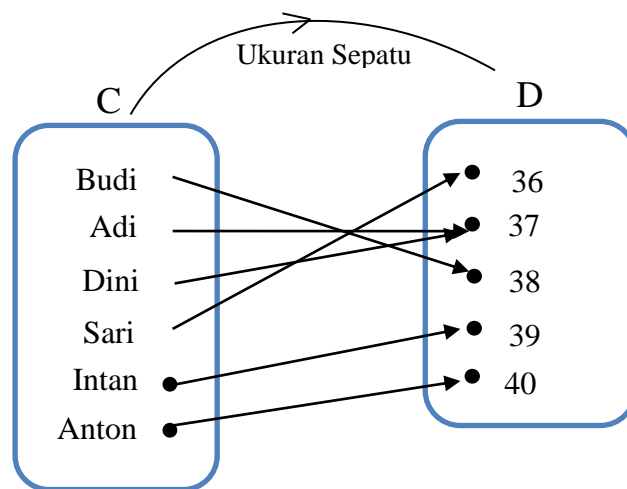 Ukuran Sepatu
C
D
Budi
Adi
Dini
Sari
Intan
Anton
36
37
38
39
40